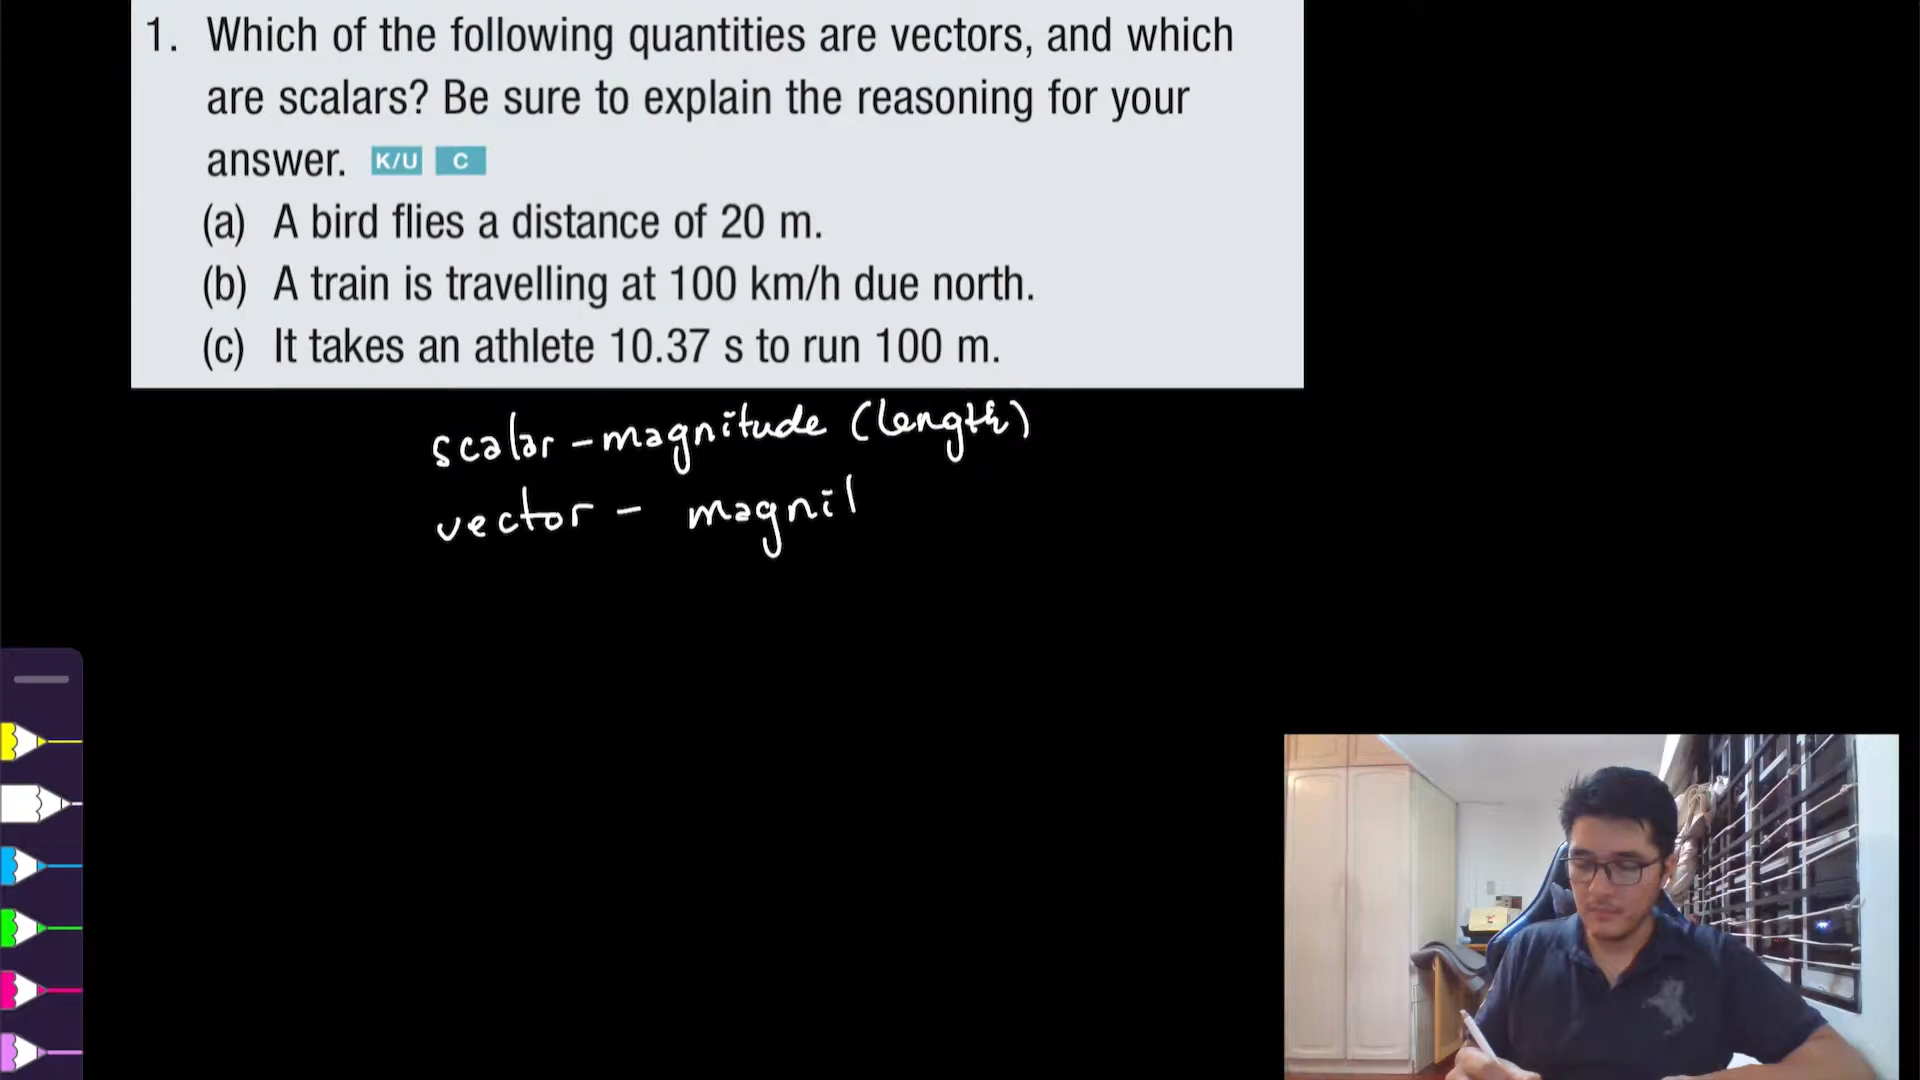 1. Which of the following quantities are vectors, and which
are scalars? Be sure to explain the reasoning for your
answer. K/U C
(a) A bird flies a distance of 20 m.
(b) A train is travelling at 100 km/h due north.
(c) It takes an athlete 10.37 s to run 100 m.
scalar - magnitude (length)
vector - magnil